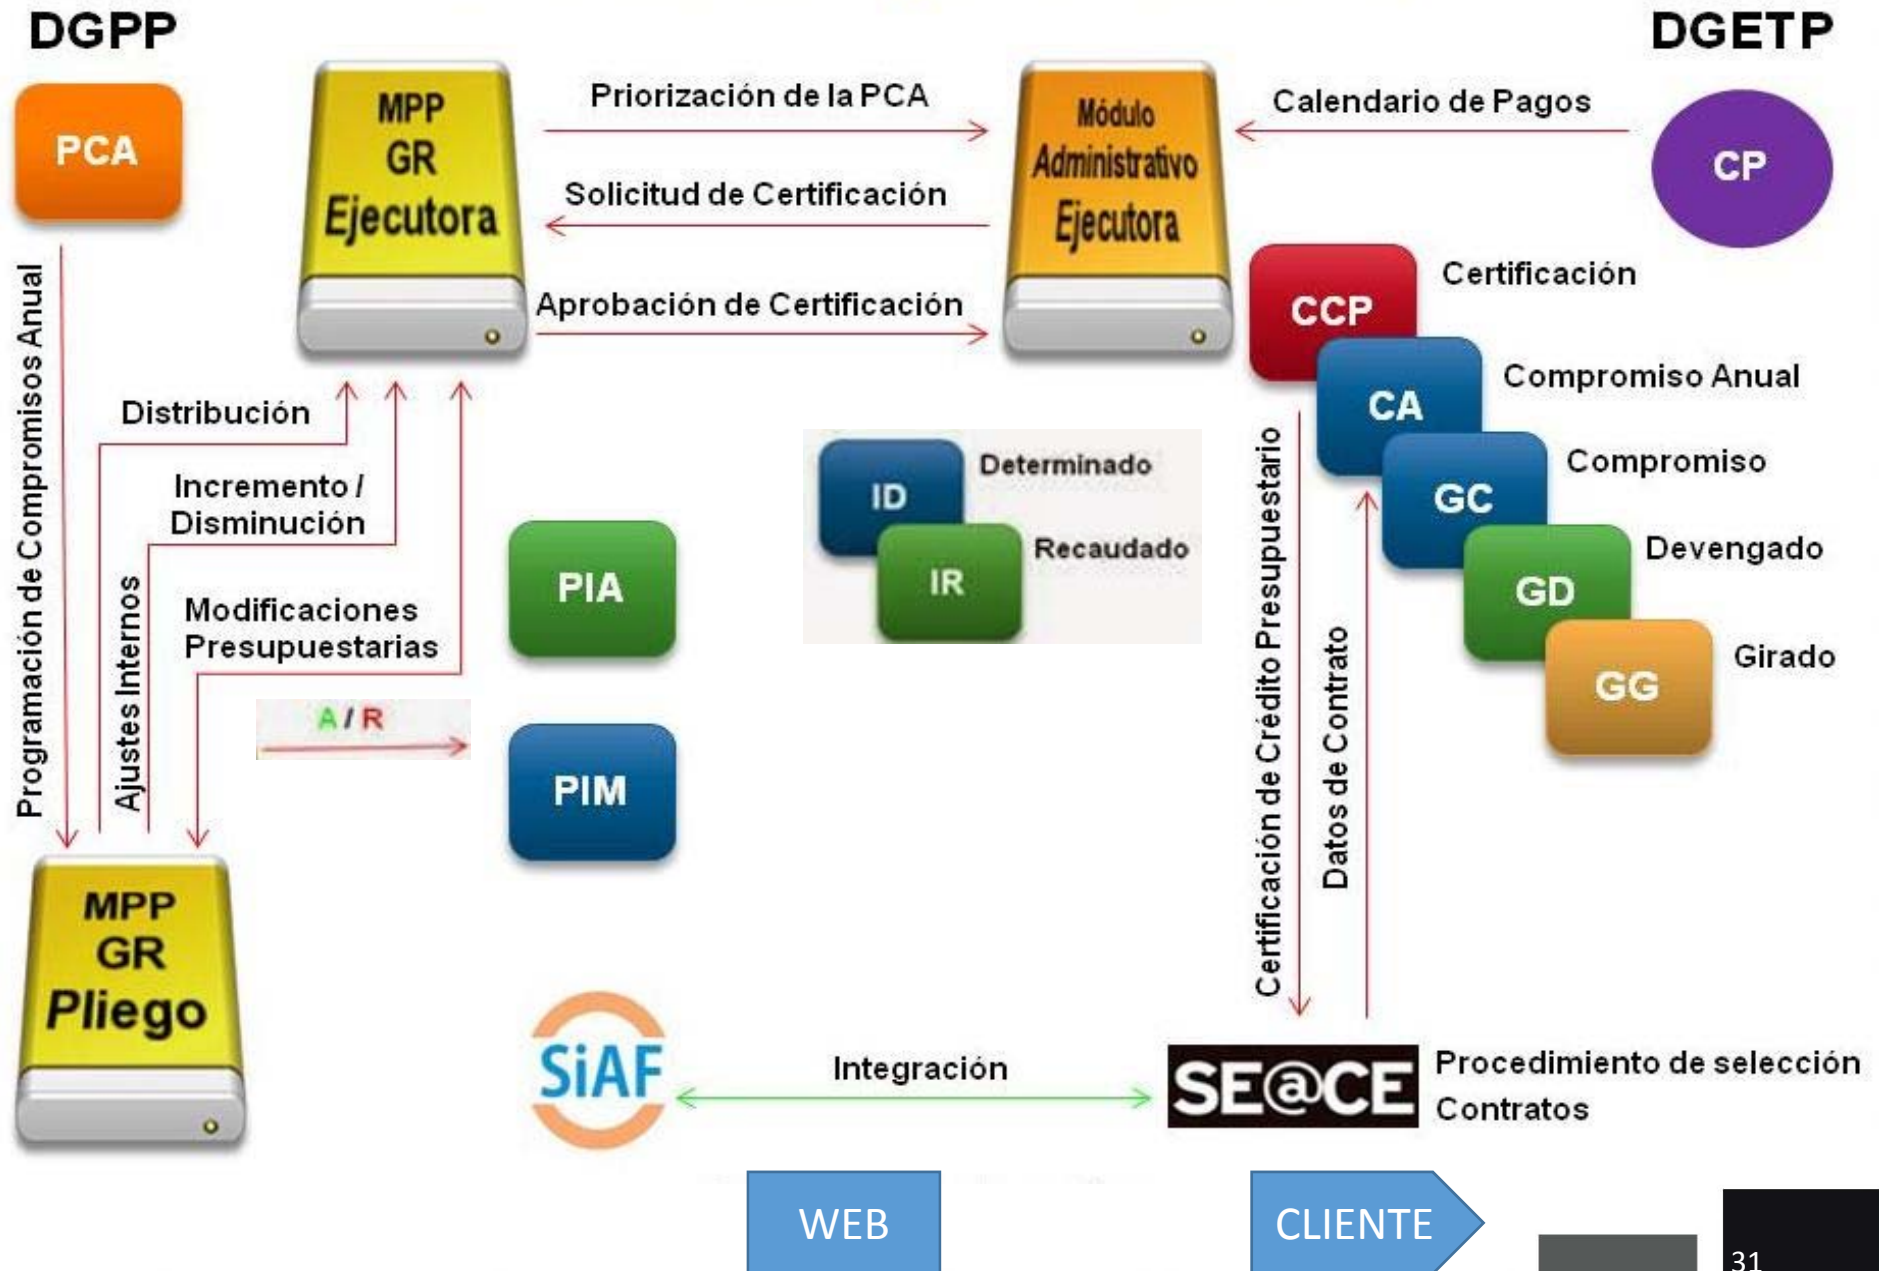 DGPP
DGETP
PCA
MPP
GR
Ejecutora
Priorización de la PCA
Solicitud de Certificación
Aprobación de Certificación
Módulo
Administrativo
Ejecutora
Calendario de Pagos
CP
Programación de Compromisos Anual
Distribución
Incremento /
Disminución
Ajustes Internos
Modificaciones
Presupuestarias
A / R
PIA
PIM
ID
Determinado
IR
Recaudado
CCP
Certificación
CA
Compromiso Anual
GC
Compromiso
GD
Devengado
GG
Girado
Certificación de Crédito Presupuestario
Datos de Contrato
MPP
GR
Pliego
SiAF
Integración
SE@CE
Procedimiento de selección
Contratos
WEB
CLIENTE
31